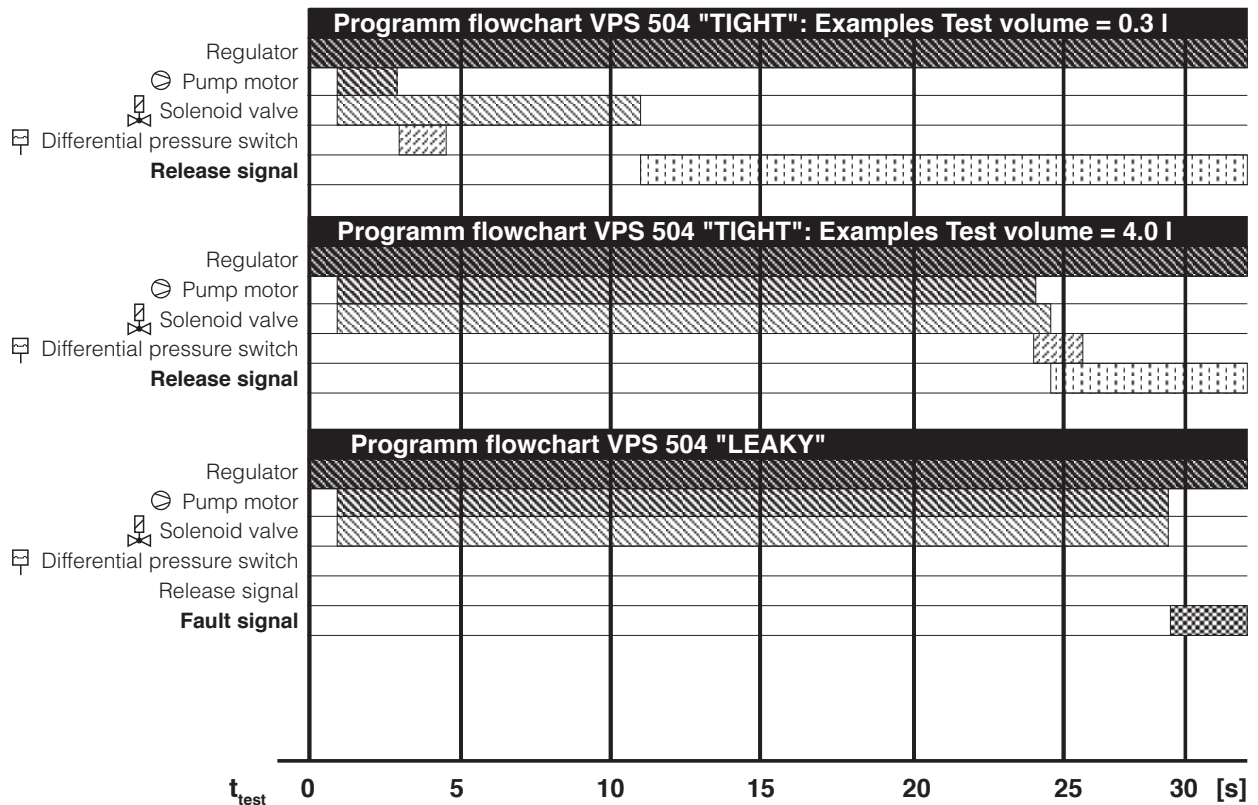 Programm flowchart VPS 504 "TIGHT": Examples Test volume = 0.3 l
Regulator
Pump motor
Solenoid valve
Differential pressure switch
Release signal
Programm flowchart VPS 504 "TIGHT": Examples Test volume = 4.0 l
Regulator
Pump motor
Solenoid valve
Differential pressure switch
Release signal
Programm flowchart VPS 504 "LEAKY"
Regulator
Pump motor
Solenoid valve
Differential pressure switch
Release signal
Fault signal
t_test 0 5 10 15 20 25 30 [s]